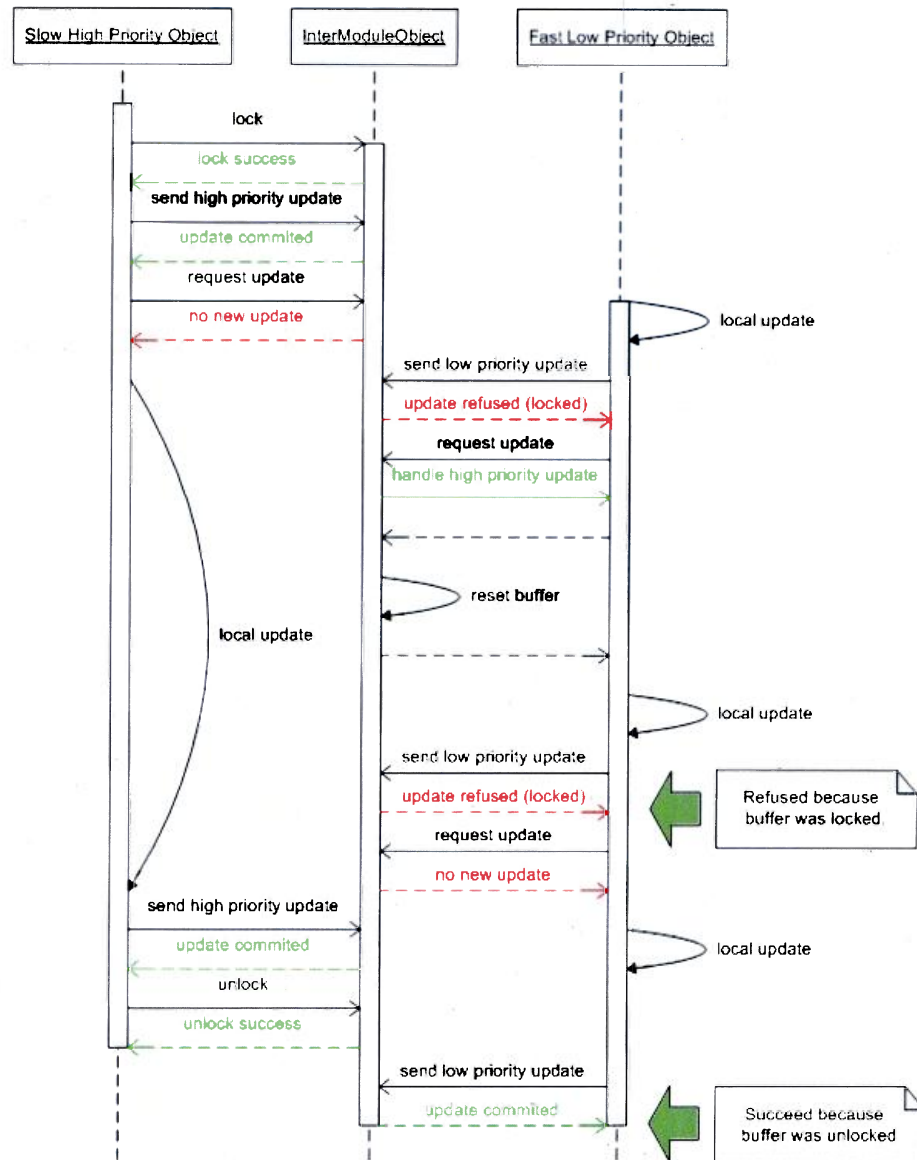 Slow High Priority Object
InterModuleObject
Fast Low Priority Object
lock
lock success
send high priority update
update commited
request update
no new update
local update
send low priority update
update refused (locked)
request update
handle high priority update
reset buffer
local update
local update
send low priority update
update refused (locked)
Refused because
buffer was locked
request update
no new update
send high priority update
update commited
local update
unlock
unlock success
send low priority update
update commited
Succeed because
buffer was unlocked